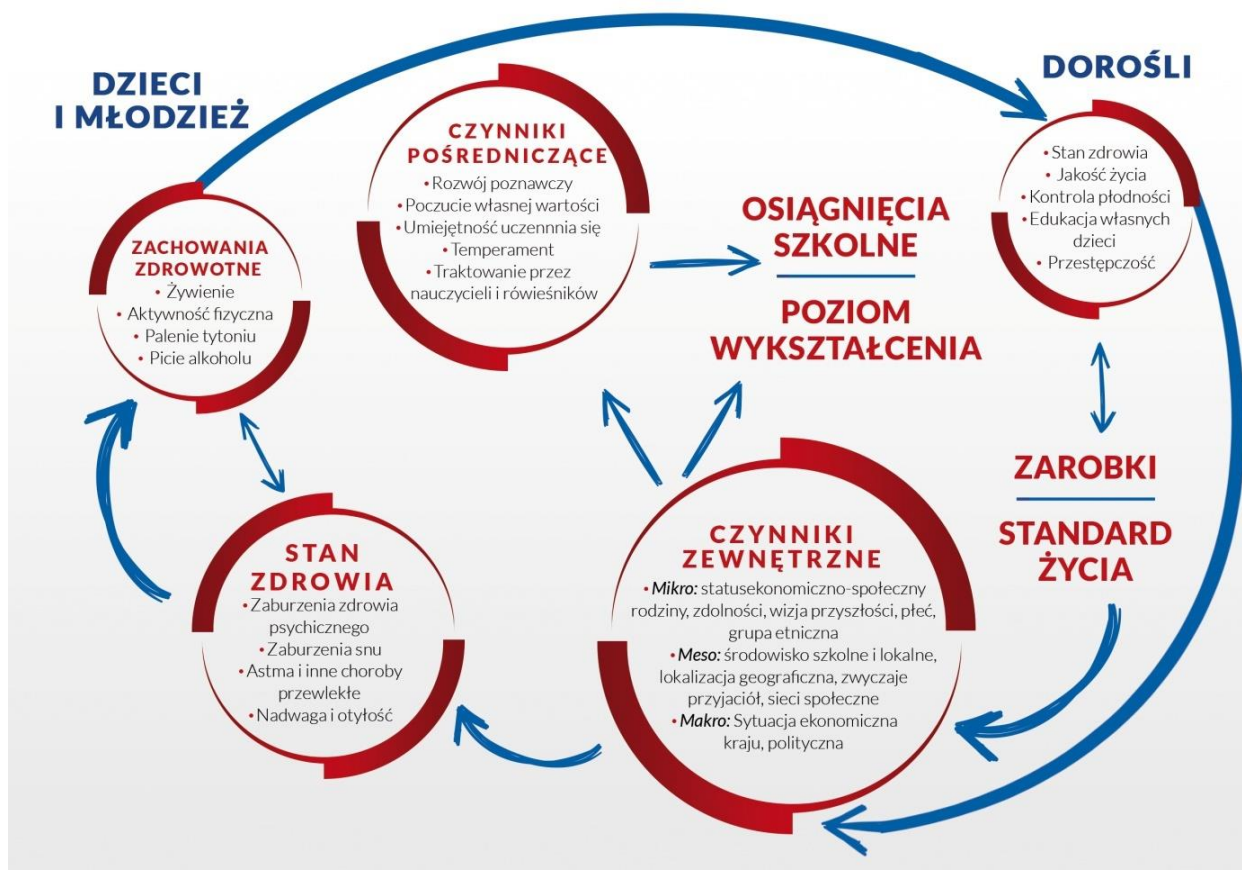 DZIECI
I MŁODZIEŻ
ZACHOWANIA
ZDROWOTNE
• Żywienie
• Aktywność fizyczna
• Palenie tytoniu
• Picie alkoholu
CZYNNIKI
POŚREDNICZĄCE
• Rozwój poznawczy
• Poczucie własnej wartości
• Umiejętność uczennnia się
• Temperament
• Traktowanie przez
nauczycieli i rówieśników
OSIĄGNIĘCIA
SZKOLNE
POZIOM
WYKSZTAŁCENIA
DOROŚLI
• Stan zdrowia
• Jakość życia
• Kontrola płodności
• Edukacja własnych
dzieci
• Przestępczość
ZAROBKI
STANDARD
ŻYCIA
STAN
ZDROWIA
• Zaburzenia zdrowia
psychicznego
• Zaburzenia snu
• Astma i inne choroby
przewlekłe
• Nadwaga i otyłość
CZYNNIKI
ZEWNĘTRZNE
• Mikro: statusekonomiczno-społeczny
rodziny, zdolności, wizja przyszłości, płeć,
grupa etniczna
• Meso: środowisko szkolne i lokalne,
lokalizacja geograficzna, zwyczaje
przyjaciół, sieci społeczne
• Makro: Sytuacja ekonomiczna
kraju, polityczna